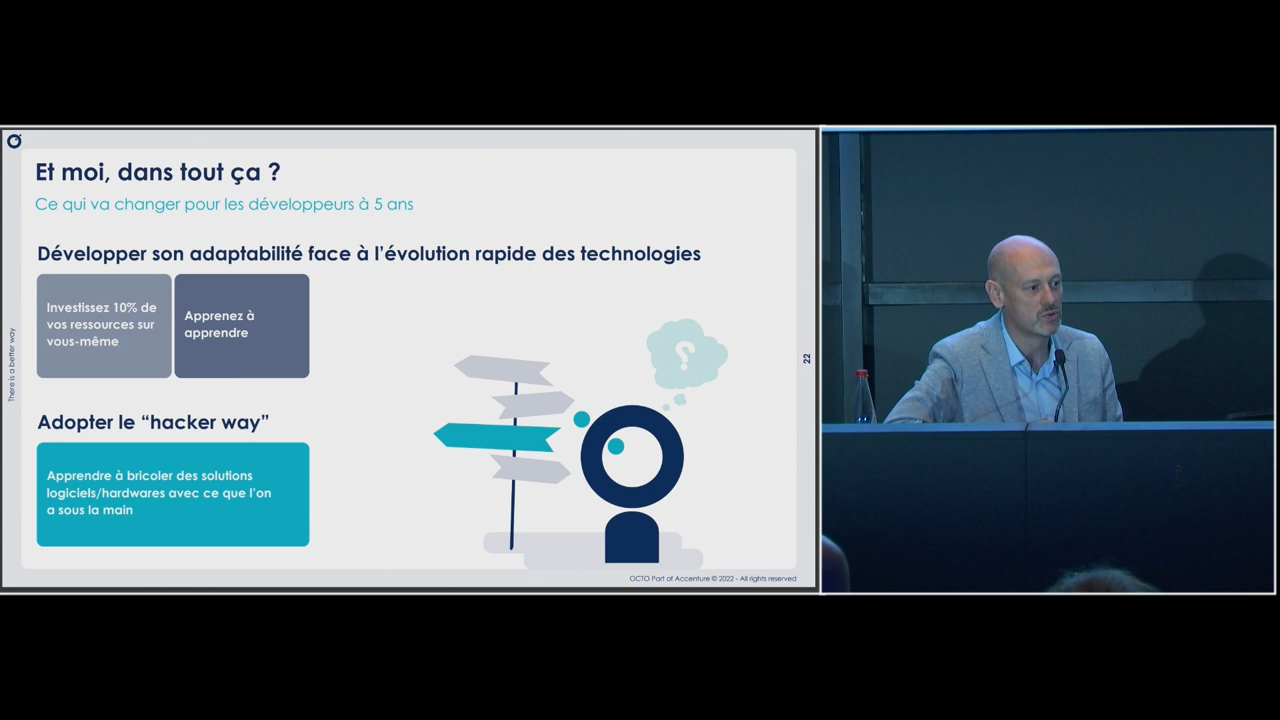 Et moi, dans tout ça ?
Ce qui va changer pour les développeurs à 5 ans
Développer son adaptabilité face à l'évolution rapide des technologies
Investissez 10% de
vos ressources sur
vous-même
Apprenez à
apprendre
Adopter le “hacker way”
Apprendre à bricoler des solutions
logiciels/hardwares avec ce que l'on
a sous la main
?
There is a better way
22
OCTO Part of Accenture © 2022 - All rights reserved